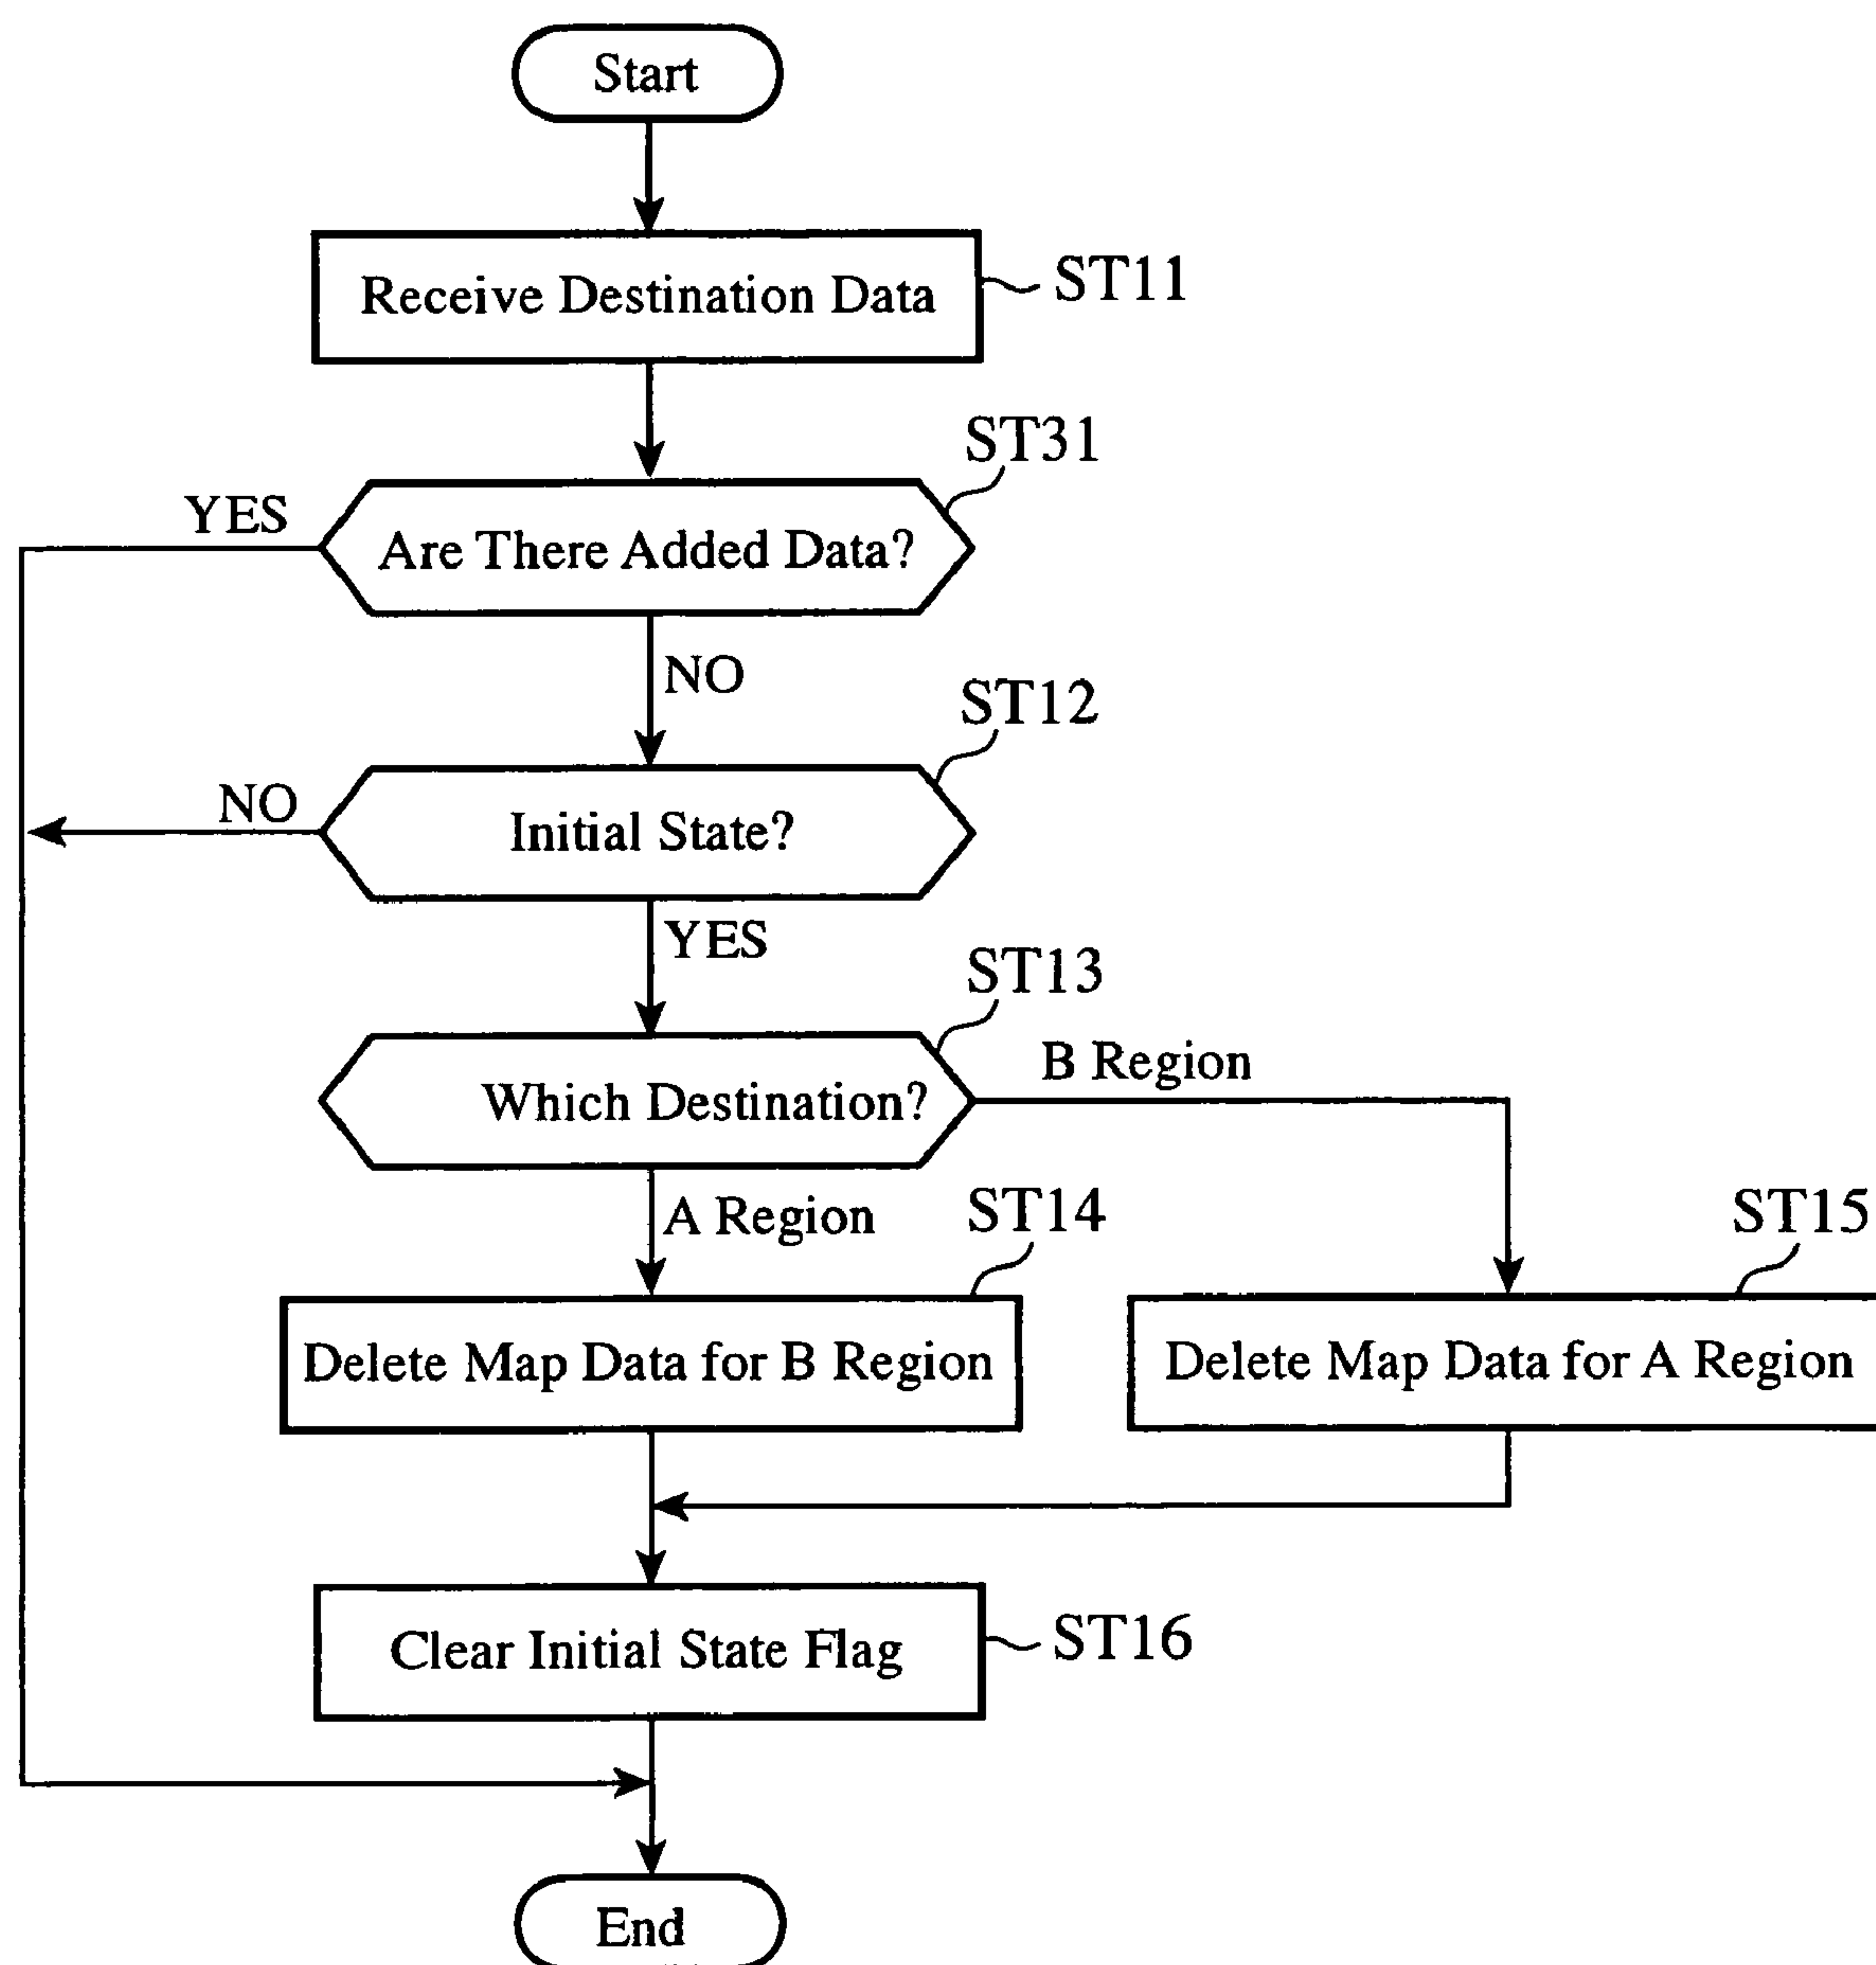 Start
Receive Destination Data
ST11
ST31
YES
Are There Added Data?
NO
ST12
NO
Initial State?
YES
ST13
B Region
Which Destination?
A Region
ST14
ST15
Delete Map Data for B Region
Delete Map Data for A Region
Clear Initial State Flag
ST16
End